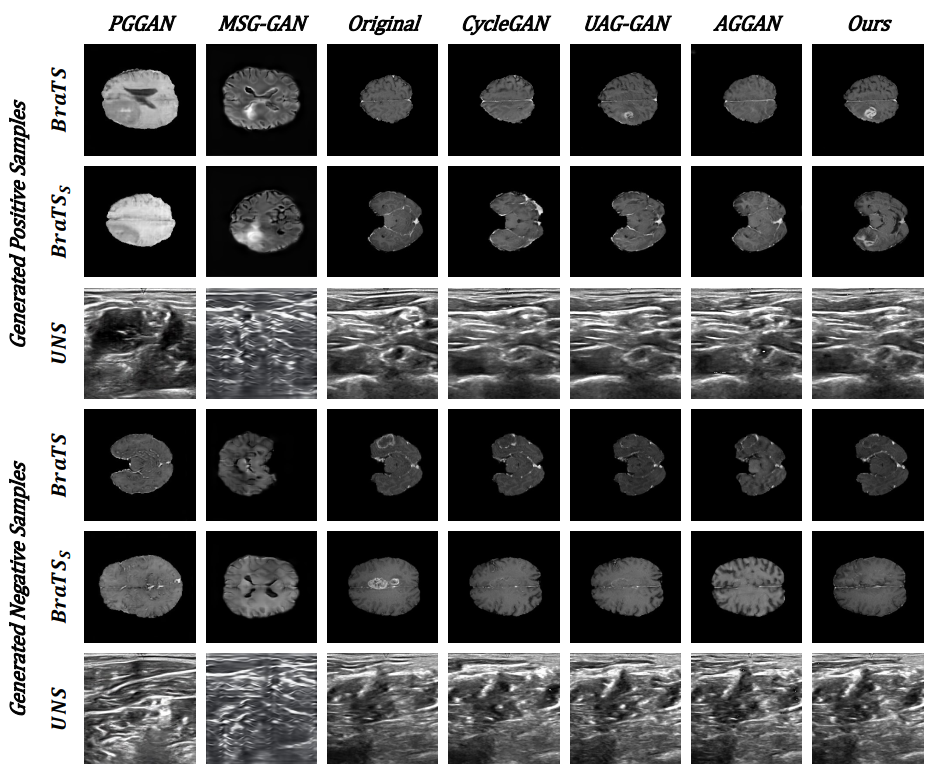 PGGAN MSG-GAN Original CycleGAN UAG-GAN AGGAN Ours
Generated Positive Samples
BraTS
BraTS_S
UNS
Generated Negative Samples
BraTS
BraTS_S
UNS